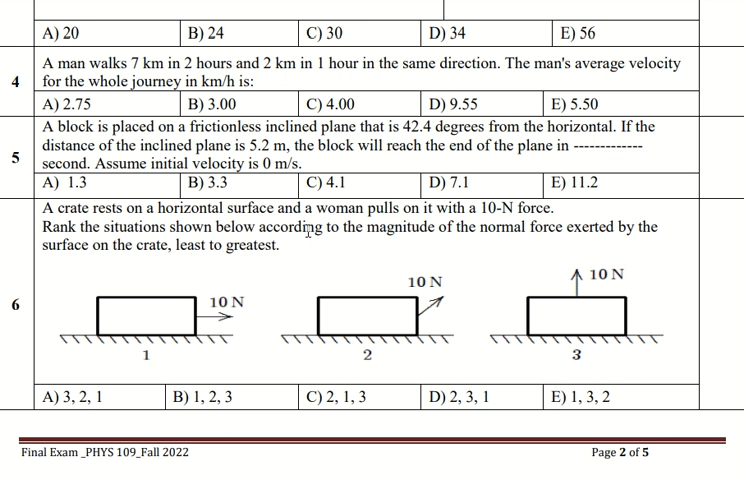 A) 20 B) 24 C) 30 D) 34 E) 56
4
A man walks 7 km in 2 hours and 2 km in 1 hour in the same direction. The man's average velocity
for the whole journey in km/h is:
A) 2.75 B) 3.00 C) 4.00 D) 9.55 E) 5.50
5
A block is placed on a frictionless inclined plane that is 42.4 degrees from the horizontal. If the
distance of the inclined plane is 5.2 m, the block will reach the end of the plane in -------------
second. Assume initial velocity is 0 m/s.
A) 1.3 B) 3.3 C) 4.1 D) 7.1 E) 11.2
6
A crate rests on a horizontal surface and a woman pulls on it with a 10-N force.
Rank the situations shown below according to the magnitude of the normal force exerted by the
surface on the crate, least to greatest.
10 N 10 N 10 N
1 2 3
A) 3, 2, 1 B) 1, 2, 3 C) 2, 1, 3 D) 2, 3, 1 E) 1, 3, 2
Final Exam _PHYS 109_Fall 2022 Page 2 of 5